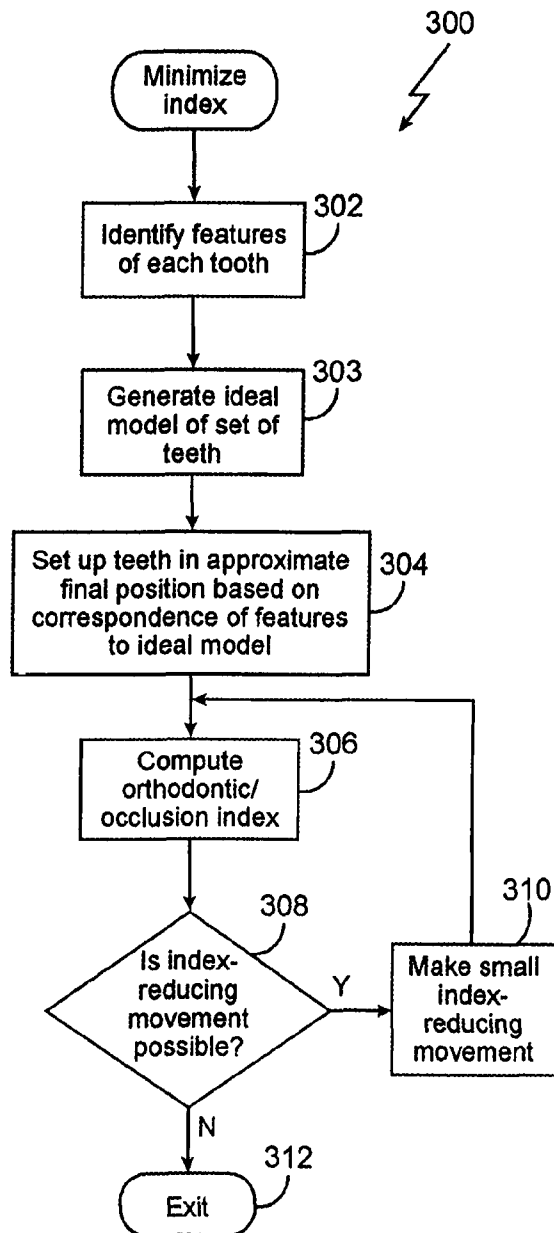 300
Minimize
index
302
Identify features
of each tooth
303
Generate ideal
model of set of
teeth
304
Set up teeth in approximate
final position based on
correspondence of features
to ideal model
306
Compute
orthodontic/
occlusion index
308
Is index-
reducing
movement
possible?
Y
310
Make small
index-
reducing
movement
N
312
Exit